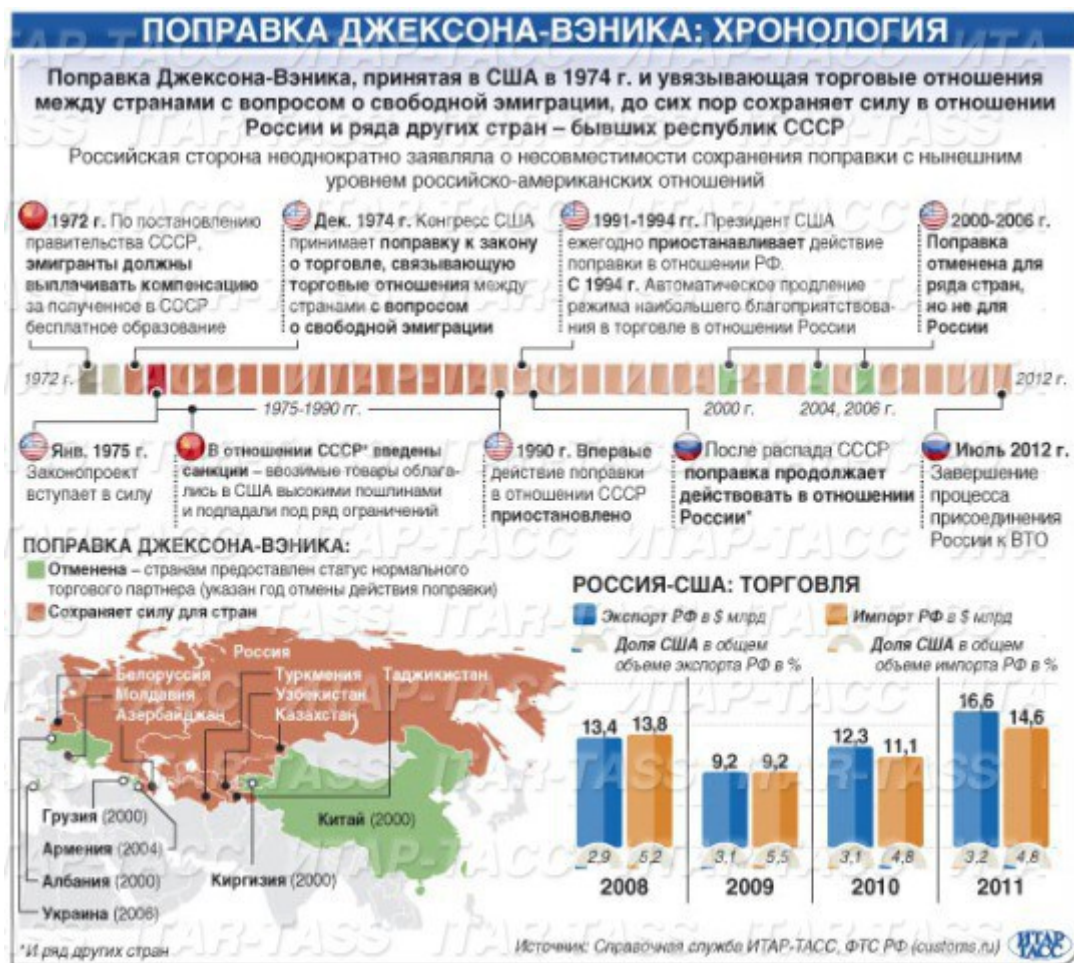 ПОПРАВКА ДЖЕКСОНА-ВЭНИКА: ХРОНОЛОГИЯ
Поправка Джексона-Вэника, принятая в США в 1974 г. и увязывающая торговые отношения
между странами с вопросом о свободной эмиграции, до сих пор сохраняет силу в отношении
России и ряда других стран – бывших республик СССР
Российская сторона неоднократно заявляла о несовместимости сохранения поправки с нынешним
уровнем российско-американских отношений
1972 г. По постановлению
правительства СССР,
эмигранты должны
выплачивать компенсацию
за полученное в СССР
бесплатное образование
Дек. 1974 г. Конгресс США
принимает поправку к закону
о торговле, связывающую
торговые отношения между
странами с вопросом
о свободной эмиграции
1991-1994 гг. Президент США
ежегодно приостанавливает действие
поправки в отношении РФ.
С 1994 г. Автоматическое продление
режима наибольшего благоприятствова-
ния в торговле в отношении России
2000-2006 г.
Поправка
отменена для
ряда стран,
но не для
России
1972 г.
2012 г.
1975-1990 гг.
2000 г.
2004, 2006 г.
Янв. 1975 г.
Законопроект
вступает в силу
В отношении СССР* введены
санкции – ввозимые товары облага-
лись в США высокими пошлинами
и подпадали под ряд ограничений
1990 г. Впервые
действие поправки
в отношении СССР
приостановлено
После распада СССР
поправка продолжает
действовать в отношении
России*
Июль 2012 г.
Завершение
процесса
присоединения
России к ВТО
ПОПРАВКА ДЖЕКСОНА-ВЭНИКА:
Отменена – странам предоставлен статус нормального
торгового партнера (указан год отмены действия поправки)
Сохраняет силу для стран
Россия
Белоруссия
Молдавия
Азербайджан
Туркмения
Узбекистан
Казахстан
Таджикистан
Грузия (2000)
Армения (2004)
Албания (2000)
Украина (2006)
Киргизия (2000)
Китай (2000)
*И ряд других стран
РОССИЯ-США: ТОРГОВЛЯ
Экспорт РФ в $ млрд
Импорт РФ в $ млрд
Доля США в общем
объеме экспорта РФ в %
Доля США в общем
объеме импорта РФ в %
13,4 13,8
9,2 9,2
12,3 11,1
16,6 14,6
2,9 5,2
3,1 5,5
3,1 4,8
3,2 4,8
2008 2009 2010 2011
Источник: Справочная служба ИТАР-ТАСС, ФТС РФ (customs.ru)
ИТАР
ТАСС
ИТАР-ТАСС
ITAR-TASS